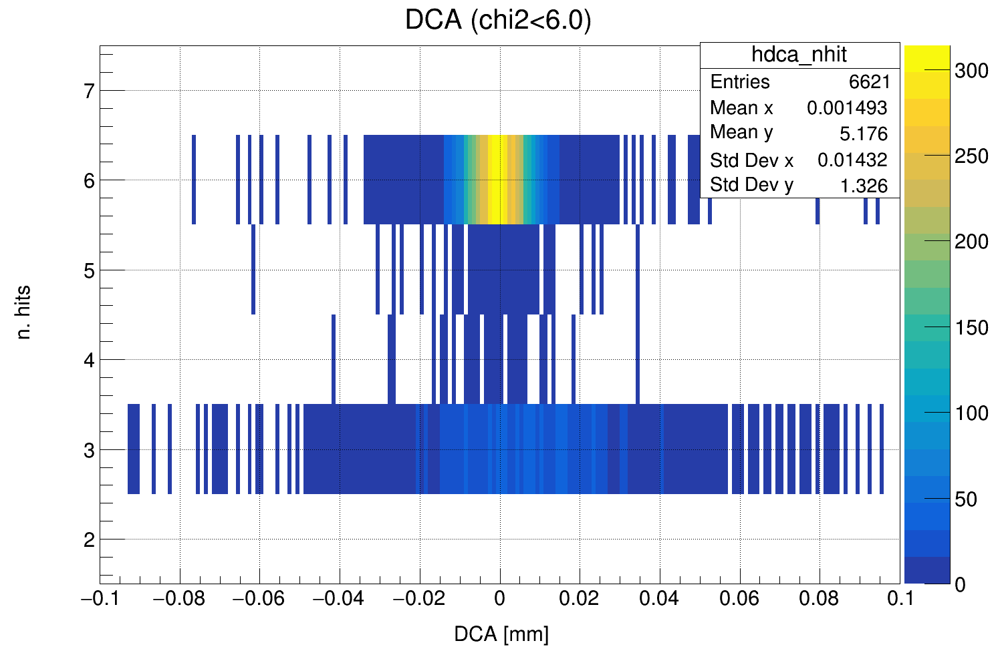 DCA (chi2<6.0)
hdca_nhit
Entries 6621
Mean x 0.001493
Mean y 5.176
Std Dev x 0.01432
Std Dev y 1.326
7
6
5
4
3
2
n. hits
300
250
200
150
100
50
0
−0.1 −0.08 −0.06 −0.04 −0.02 0 0.02 0.04 0.06 0.08 0.1
DCA [mm]